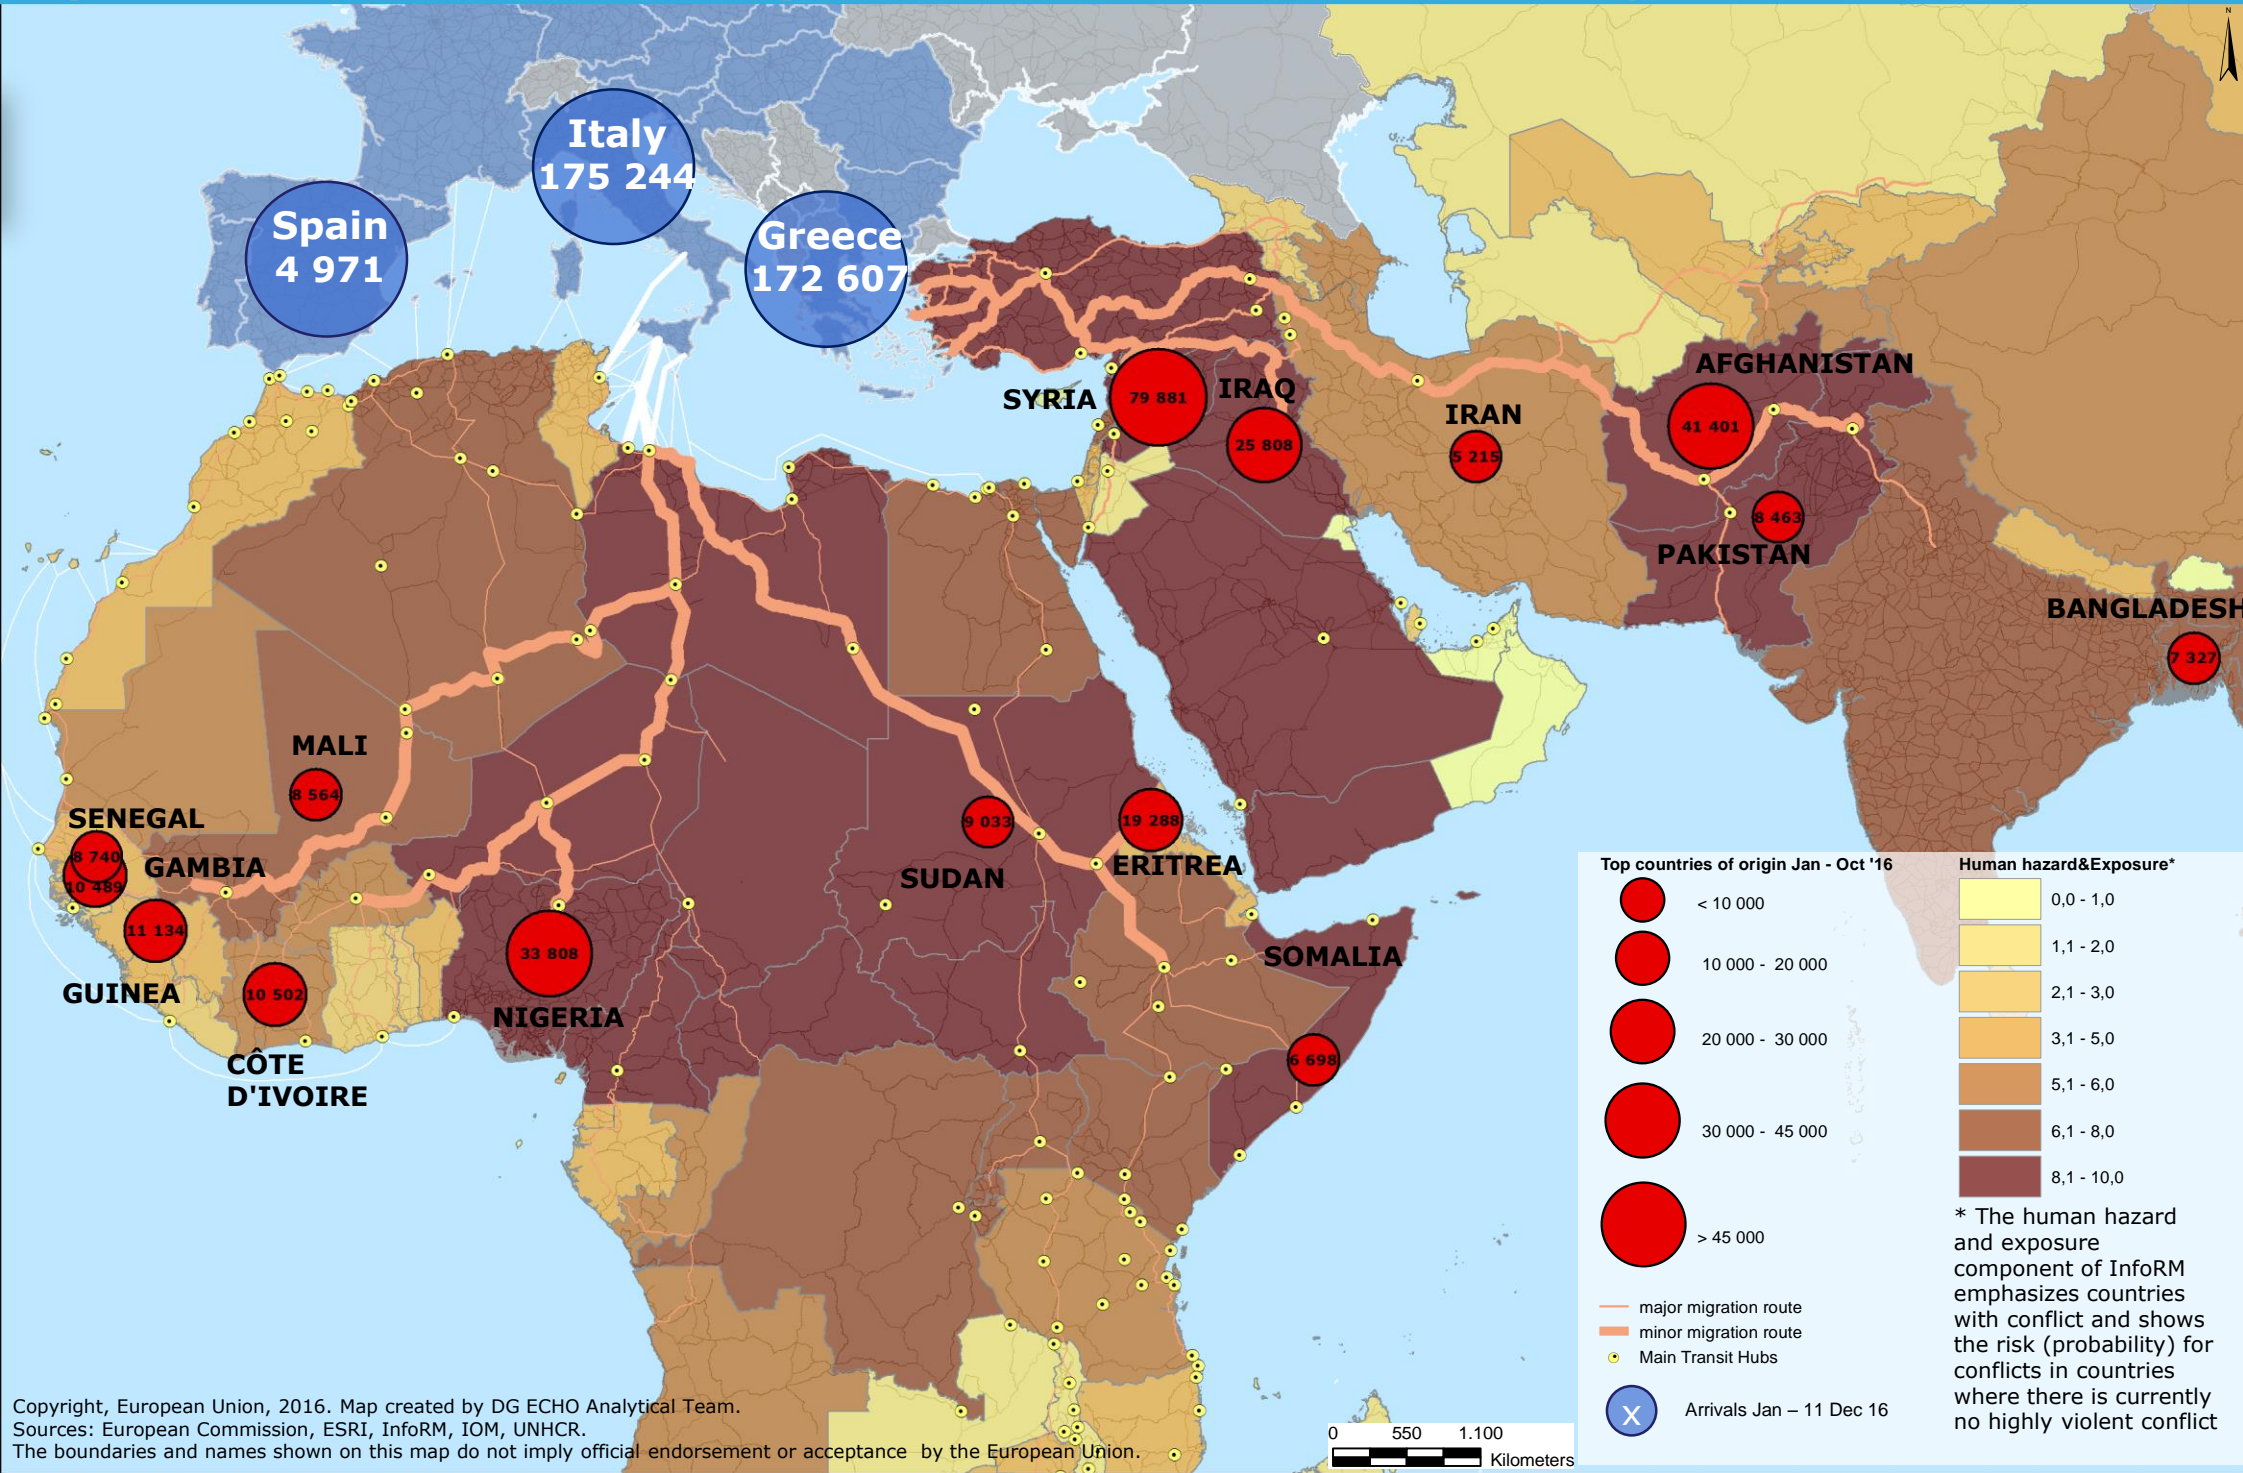 N
Italy
175 244
Spain
4 971
Greece
172 607
SYRIA
79 881
IRAQ
25 808
IRAN
5 215
AFGHANISTAN
41 401
8 463
PAKISTAN
BANGLADESH
7 327
MALI
8 564
SENEGAL
8 740
GAMBIA
10 489
11 134
GUINEA
10 502
CÔTE
D'IVOIRE
33 808
NIGERIA
9 033
SUDAN
19 288
ERITREA
SOMALIA
6 698
Top countries of origin Jan - Oct '16
< 10 000
10 000 - 20 000
20 000 - 30 000
30 000 - 45 000
> 45 000
major migration route
minor migration route
Main Transit Hubs
X
Arrivals Jan – 11 Dec 16
Human hazard&Exposure*
0,0 - 1,0
1,1 - 2,0
2,1 - 3,0
3,1 - 5,0
5,1 - 6,0
6,1 - 8,0
8,1 - 10,0
* The human hazard
and exposure
component of InfoRM
emphasizes countries
with conflict and shows
the risk (probability) for
conflicts in countries
where there is currently
no highly violent conflict
0 550 1.100
Kilometers
Copyright, European Union, 2016. Map created by DG ECHO Analytical Team.
Sources: European Commission, ESRI, InfoRM, IOM, UNHCR.
The boundaries and names shown on this map do not imply official endorsement or acceptance by the European Union.